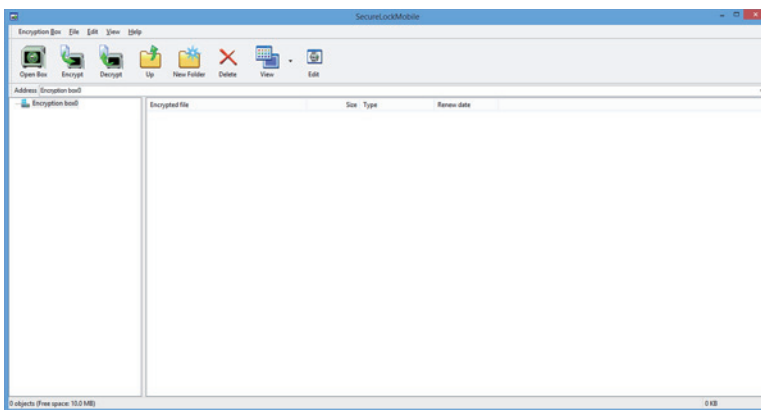 SecureLockMobile
Encryption Box File Edit View Help
Open Box Encrypt Decrypt Up New Folder Delete View Edit
Address Encryption box0
Encryption box0
Encrypted file Size Type Renew date
0 objects (Free space: 10.0 MB) 0 KB